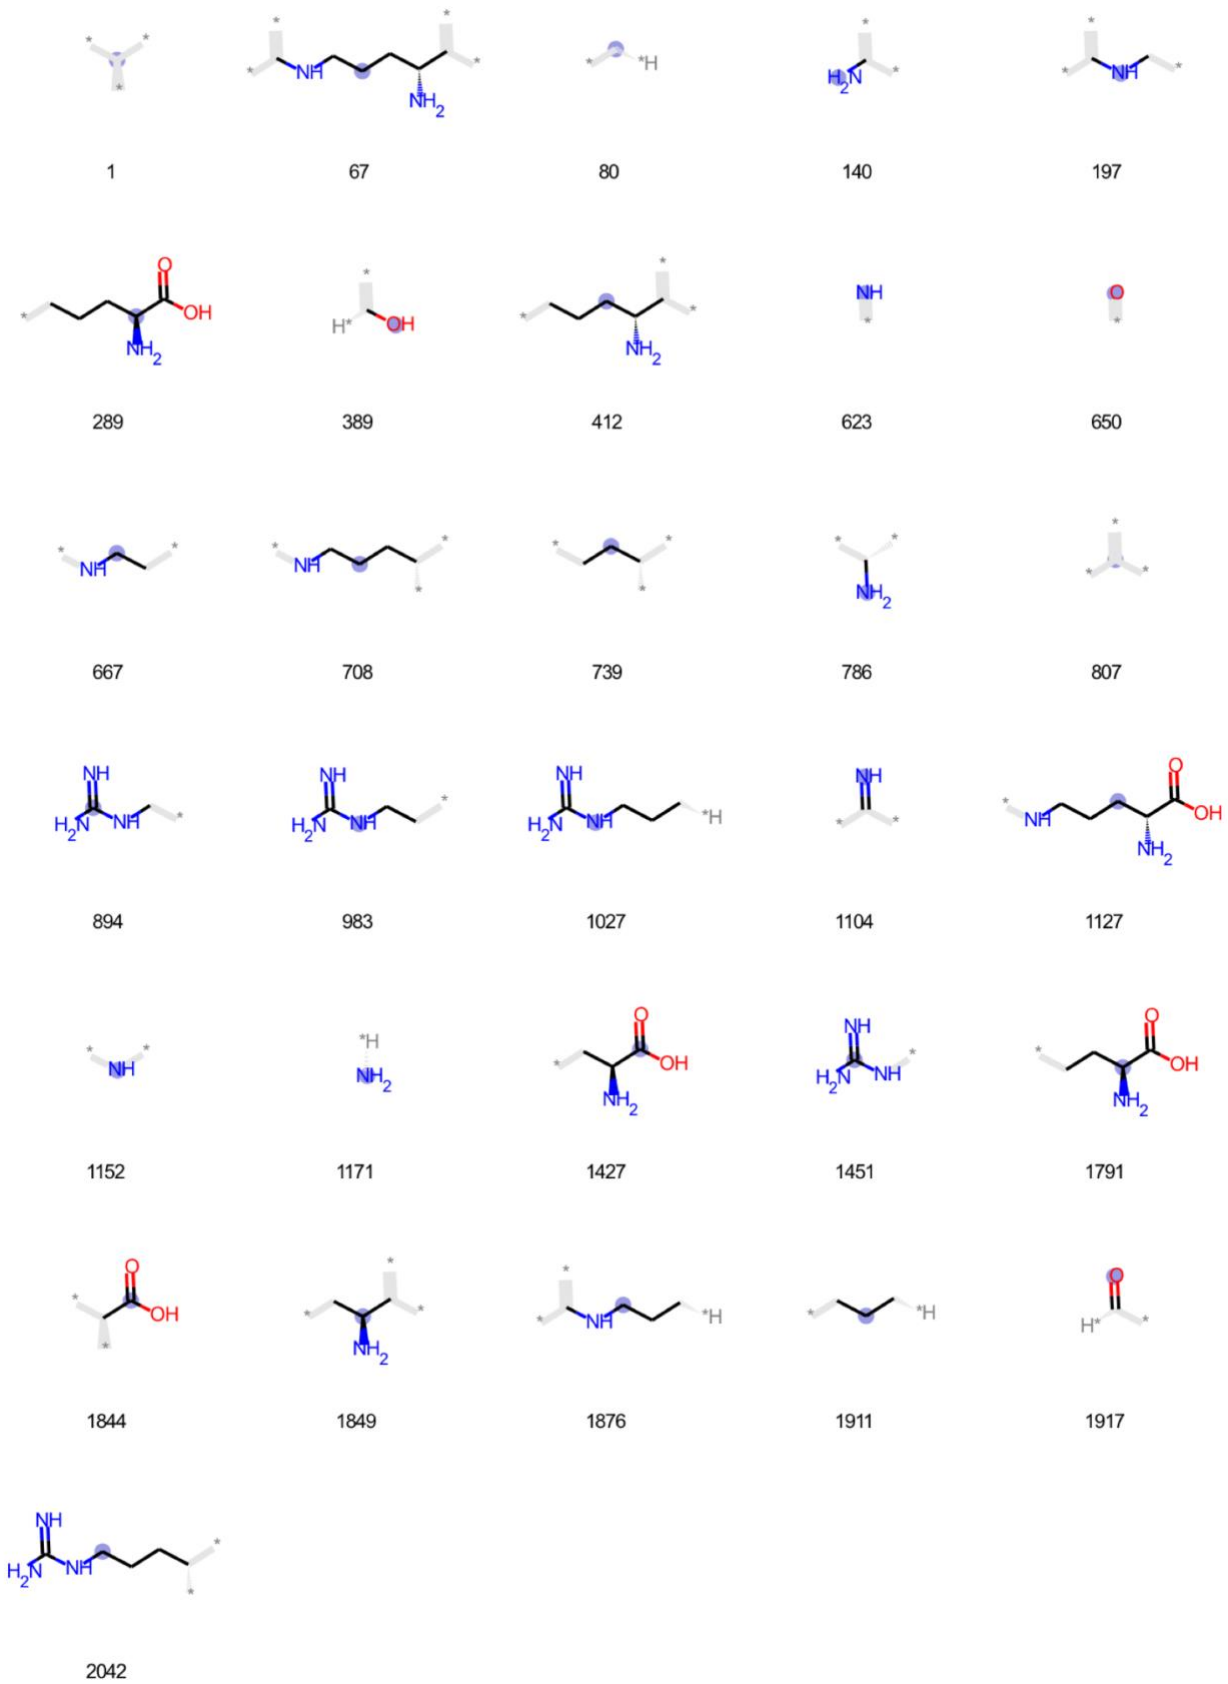 * * *
1
* * NH NH2 * *
67
* *H
80
* H2N *
140
* * NH *
197
* O OH NH2
289
* H* OH
389
* * NH2 *
412
NH *
623
O *
650
* NH *
667
* NH * *
708
* * *
739
* * NH2
786
* * *
807
NH H2N NH *
894
NH H2N NH *
983
NH H2N NH *H
1027
NH * *
1104
* NH NH2 O OH
1127
* * NH
1152
*H NH2
1171
* O OH NH2
1427
NH H2N NH *
1451
* O OH NH2
1791
* O OH *
1844
* * * NH2
1849
* * NH *H
1876
* *H
1911
O H* *
1917
NH H2N NH * *
2042